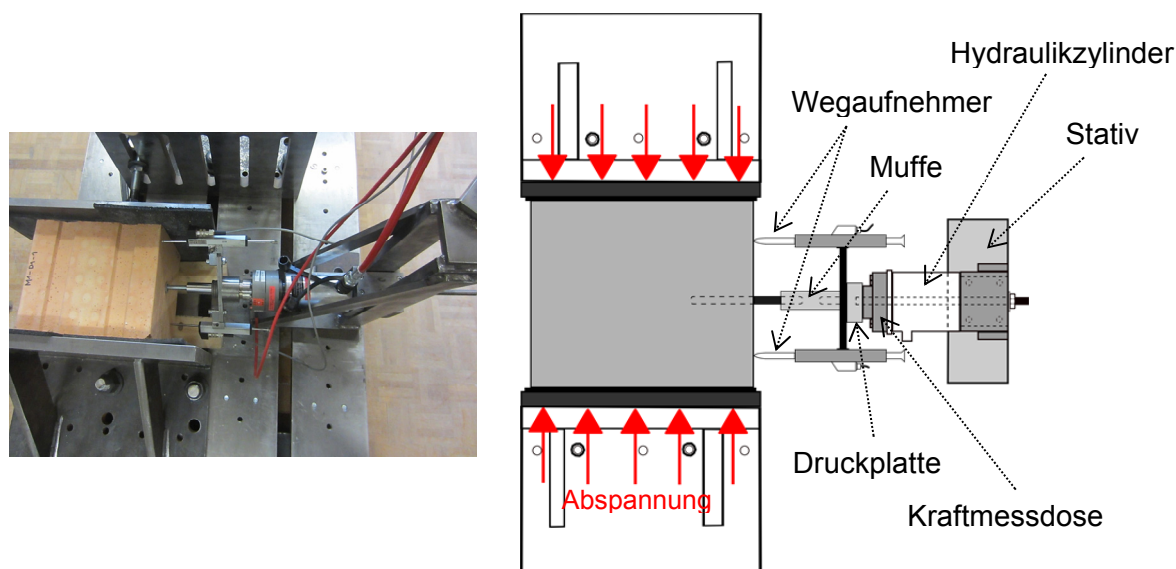 Hydraulikzylinder
Wegaufnehmer
Stativ
Muffe
Druckplatte
Abspannung
Kraftmessdose